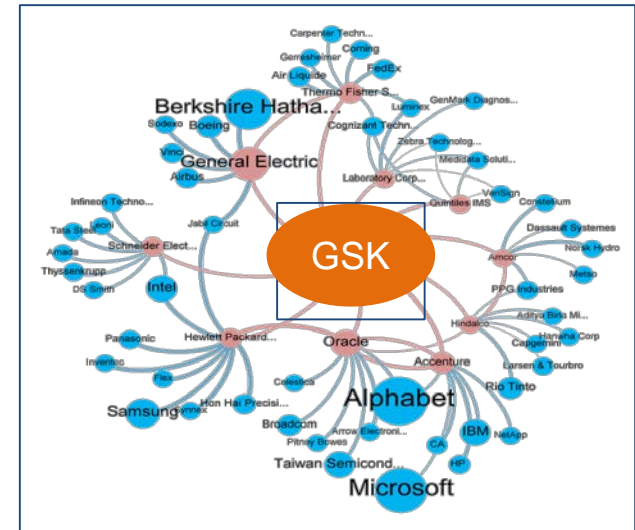 Carpenter Techn...
Corning
Gerresheimer
FedEx
Air Liquide
Thermo Fisher S...
Berkshire Hatha...
Luminex
GenMark Diagnos...
Sodexo
Boeing
Cognizant Techn...
Zebra Technolog...
Vinci
General Electric
Medidata Soluti...
Airbus
Laboratory Corp...
VeriSign
Infineon Techno...
Quintiles IMS
Constellium
Leoni
Jabil Circuit
Tata Steel
Dassault Systemes
Schneider Elect...
GSK
Norsk Hydro
Amada
Amcor
Thyssenkrupp
Metso
DS Smith
Intel
PPG Industries
Aditya Birla Mi...
Hindalco
Hanwha Corp
Panasonic
Hewlett Packard...
Oracle
Capgemini
Inventec
Accenture
Larsen & Toubro
Flex
Celestica
Rio Tinto
Hon Hai Precisi...
Alphabet
Samsung
Synnex
Broadcom
Arrow Electroni...
IBM
NetApp
Pitney Bowes
CA
Taiwan Semicond...
HP
Microsoft